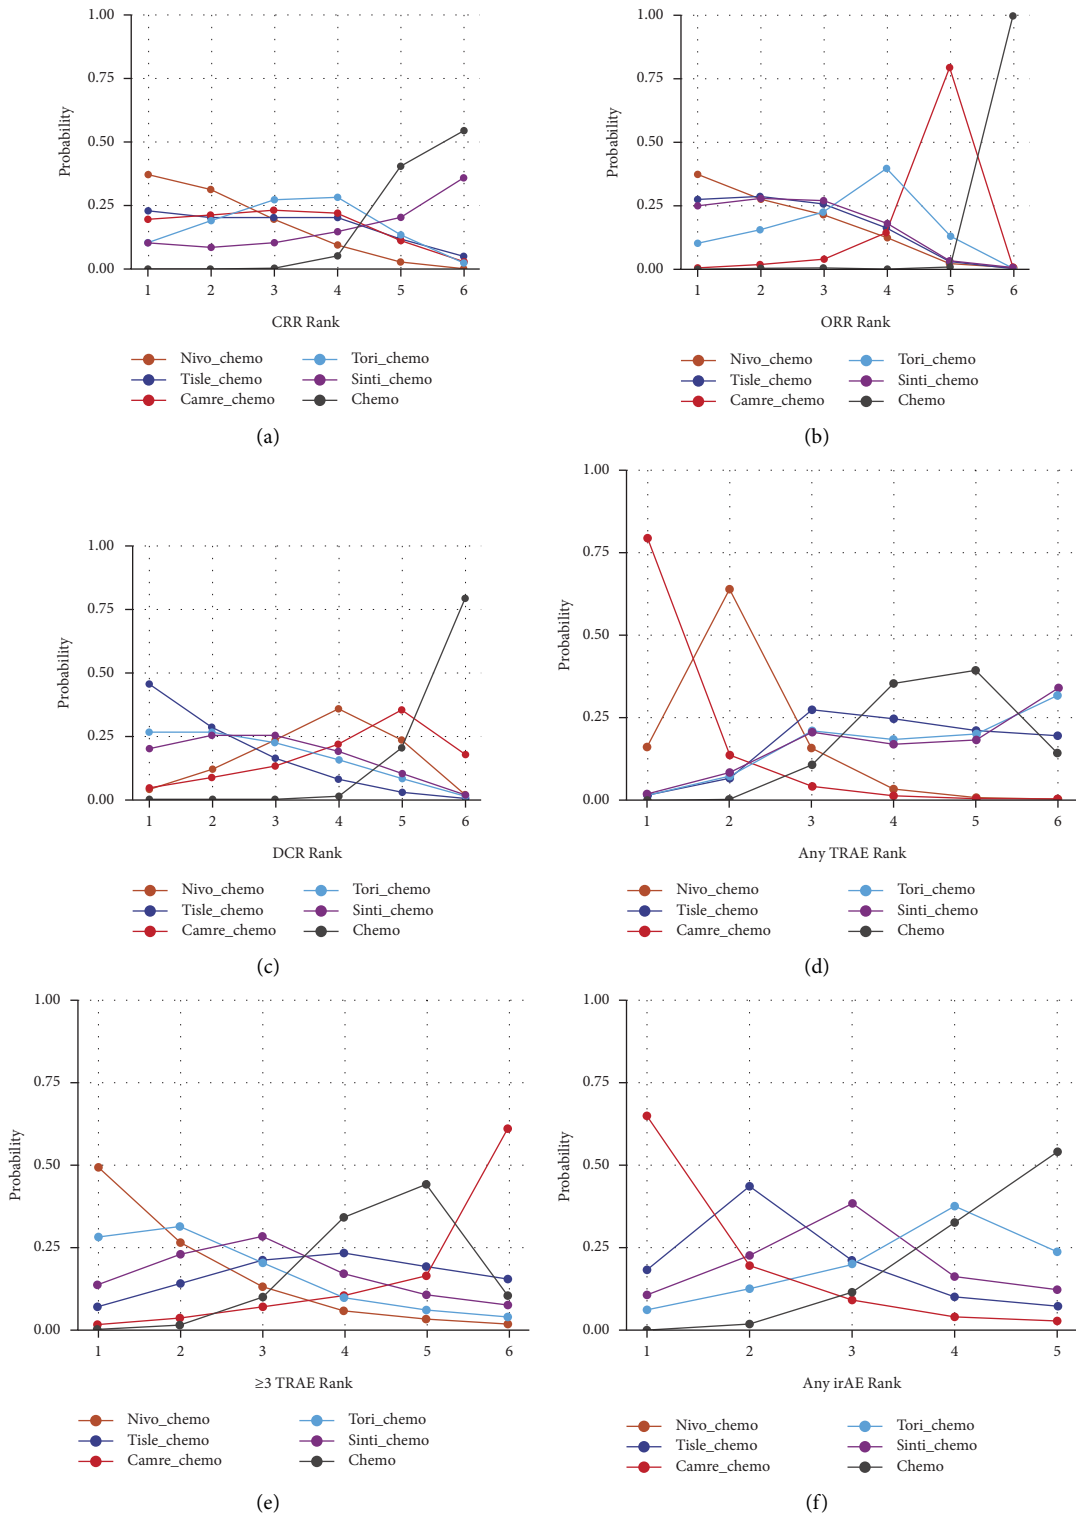 1.00
0.75
0.50
0.25
0.00
Probability
1 2 3 4 5 6
CRR Rank
Nivo_chemo Tori_chemo
Tisle_chemo Sinti_chemo
Camre_chemo Chemo
(a)
1.00
0.75
0.50
0.25
0.00
Probability
1 2 3 4 5 6
ORR Rank
Nivo_chemo Tori_chemo
Tisle_chemo Sinti_chemo
Camre_chemo Chemo
(b)
1.00
0.75
0.50
0.25
0.00
Probability
1 2 3 4 5 6
DCR Rank
Nivo_chemo Tori_chemo
Tisle_chemo Sinti_chemo
Camre_chemo Chemo
(c)
1.00
0.75
0.50
0.25
0.00
Probability
1 2 3 4 5 6
Any TRAE Rank
Nivo_chemo Tori_chemo
Tisle_chemo Sinti_chemo
Camre_chemo Chemo
(d)
1.00
0.75
0.50
0.25
0.00
Probability
1 2 3 4 5 6
≥3 TRAE Rank
Nivo_chemo Tori_chemo
Tisle_chemo Sinti_chemo
Camre_chemo Chemo
(e)
1.00
0.75
0.50
0.25
0.00
Probability
1 2 3 4 5
Any irAE Rank
Nivo_chemo Tori_chemo
Tisle_chemo Sinti_chemo
Camre_chemo Chemo
(f)